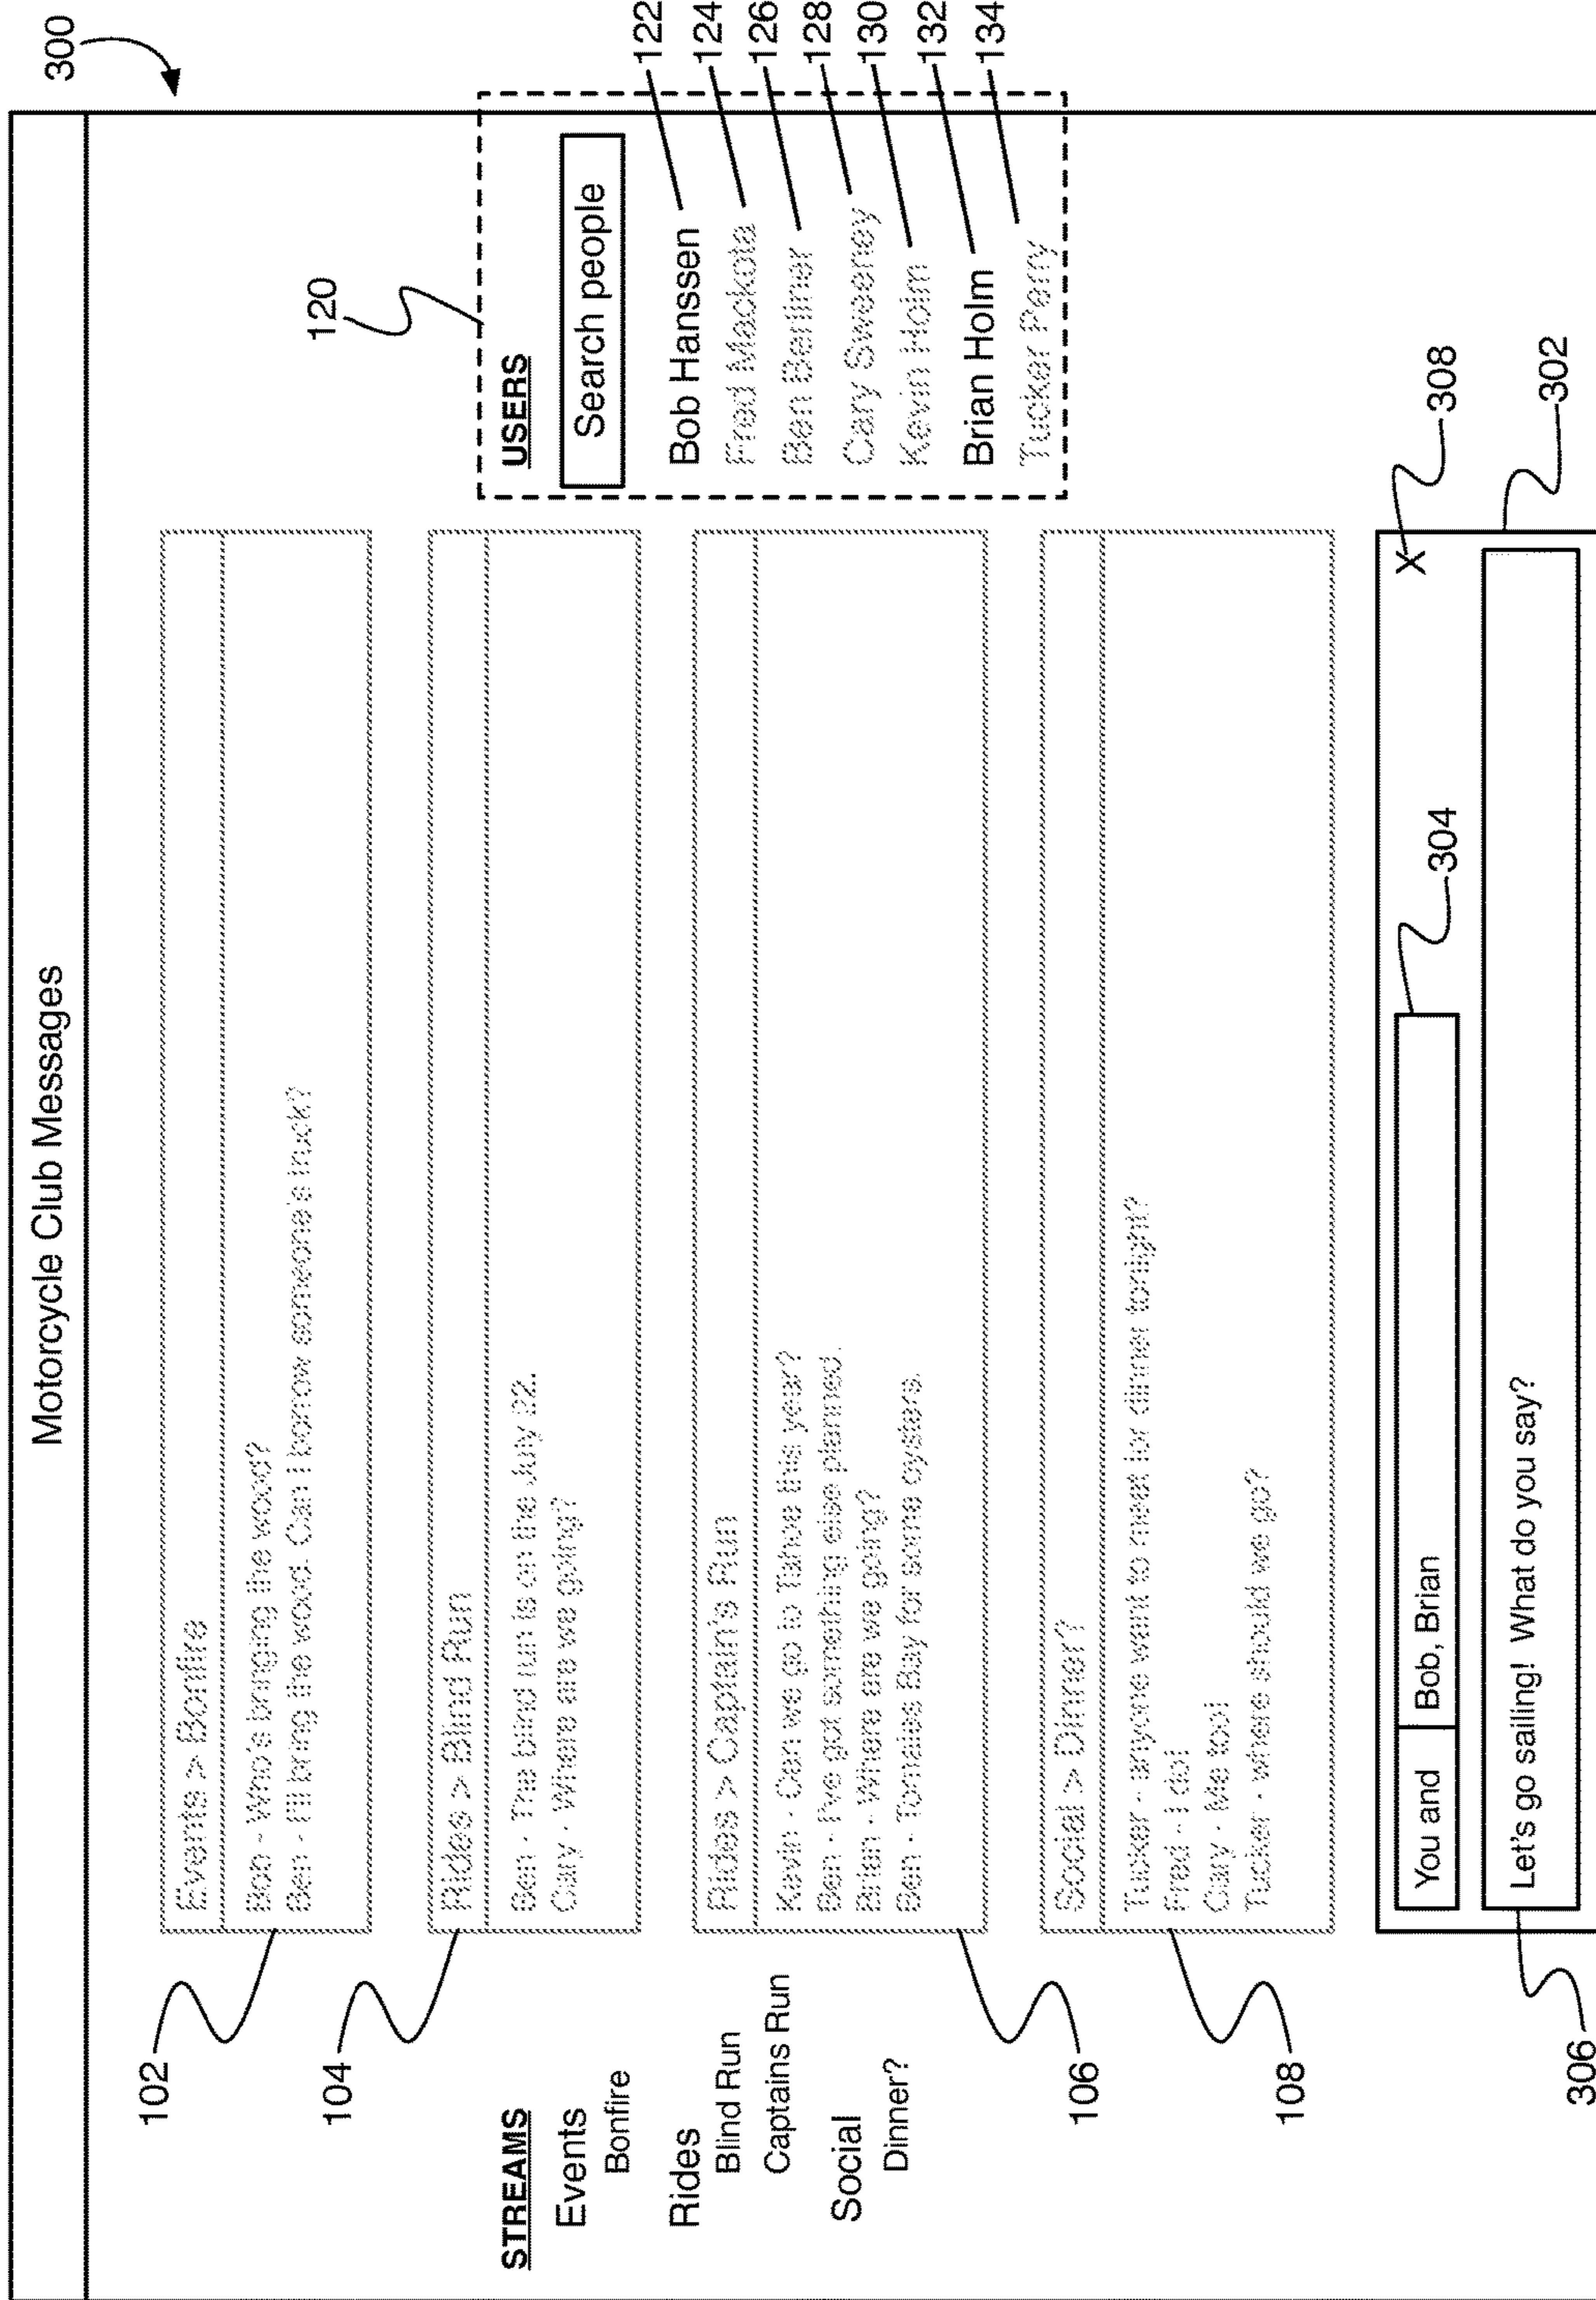 300
Motorcycle Club Messages
102
104
106
108
STREAMS
Events
Bonfire
Rides
Blind Run
Captains Run
Social
Dinner?
Events > Bonfire
Bob - Who's bringing the wood?
Ben - I'll bring the wood. Can I borrow someone's truck?
Rides > Blind Run
Ben - The blind run is on the July 22.
Cary - Where are we going?
Rides > Captain's Run
Kevin - Can we go to Tahoe this year?
Ben - I've got something else planned.
Brian - Where are we going?
Ben - Tomales Bay for some oysters.
Social > Dinner?
Tucker - anyone want to meet for dinner tonight?
Fred - I do!
Cary - Me too!
Tucker - where should we go?
You and Bob, Brian
X
Let's go sailing! What do you say?
304
308
302
306
120
USERS
Search people
Bob Hanssen 122
Fred Mackota 124
Ben Berliner 126
Cary Sweeney 128
Kevin Holm 130
Brian Holm 132
Tucker Perry 134